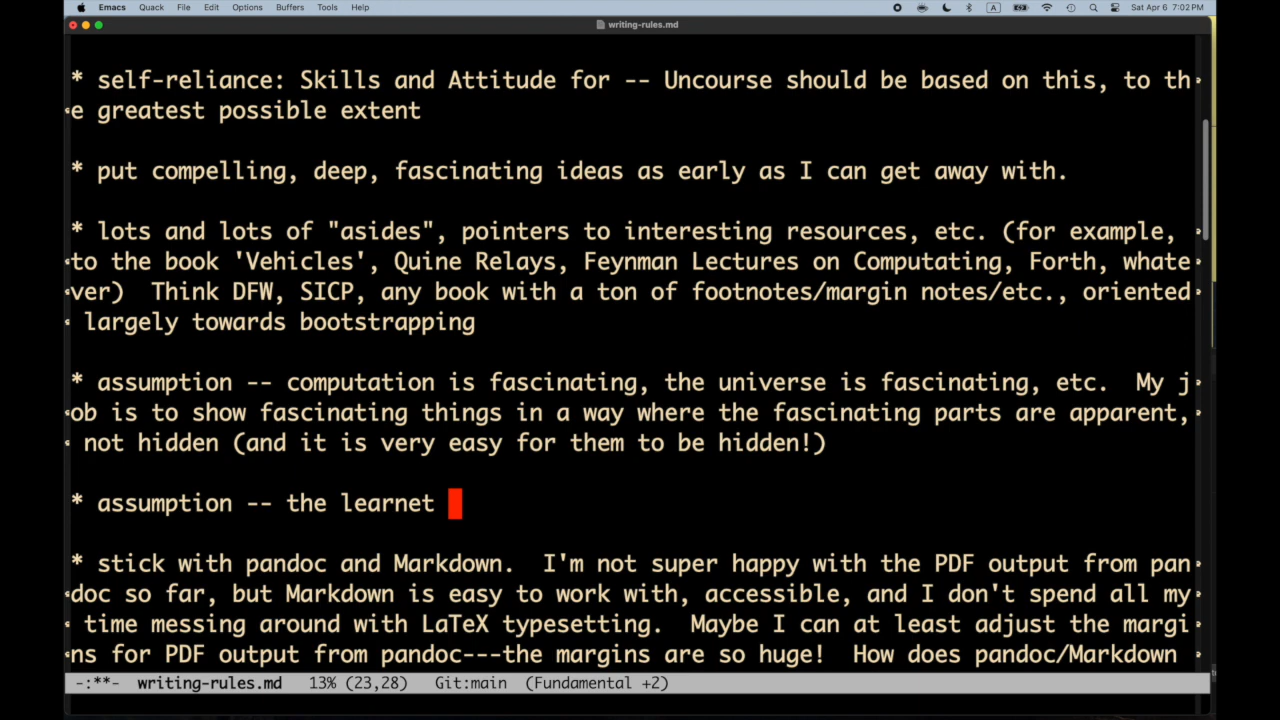 Emacs Quack File Edit Options Buffers Tools Help A Sat Apr 6 7:02 PM
writing-rules.md
* self-reliance: Skills and Attitude for -- Uncourse should be based on this, to th
e greatest possible extent
* put compelling, deep, fascinating ideas as early as I can get away with.
* lots and lots of "asides", pointers to interesting resources, etc. (for example,
to the book 'Vehicles', Quine Relays, Feynman Lectures on Computating, Forth, whate
ver)  Think DFW, SICP, any book with a ton of footnotes/margin notes/etc., oriented
largely towards bootstrapping
* assumption -- computation is fascinating, the universe is fascinating, etc.  My j
ob is to show fascinating things in a way where the fascinating parts are apparent,
not hidden (and it is very easy for them to be hidden!)
* assumption -- the learnet
* stick with pandoc and Markdown.  I'm not super happy with the PDF output from pan
doc so far, but Markdown is easy to work with, accessible, and I don't spend all my
time messing around with LaTeX typesetting.  Maybe I can at least adjust the margi
ns for PDF output from pandoc---the margins are so huge!  How does pandoc/Markdown
-:**-  writing-rules.md   13% (23,28)   Git:main  (Fundamental +2)